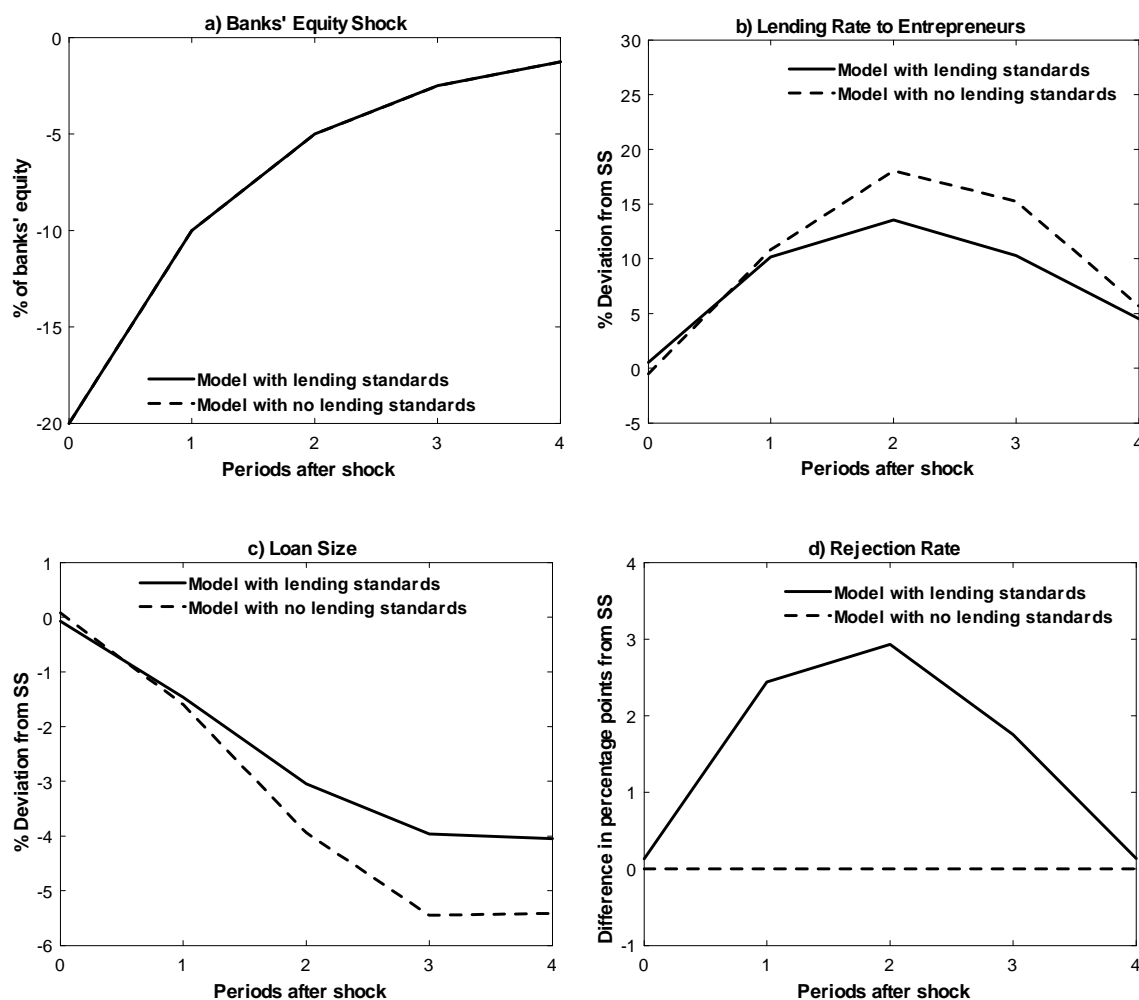 a) Banks' Equity Shock
0
-5
-10
-15
-20
% of banks' equity
Model with lending standards
Model with no lending standards
0 1 2 3 4
Periods after shock
b) Lending Rate to Entrepreneurs
30
25
20
15
10
5
0
-5
% Deviation from SS
Model with lending standards
Model with no lending standards
0 1 2 3 4
Periods after shock
c) Loan Size
1
0
-1
-2
-3
-4
-5
-6
% Deviation from SS
Model with lending standards
Model with no lending standards
0 1 2 3 4
Periods after shock
d) Rejection Rate
4
3
2
1
0
-1
Difference in percentage points from SS
Model with lending standards
Model with no lending standards
0 1 2 3 4
Periods after shock